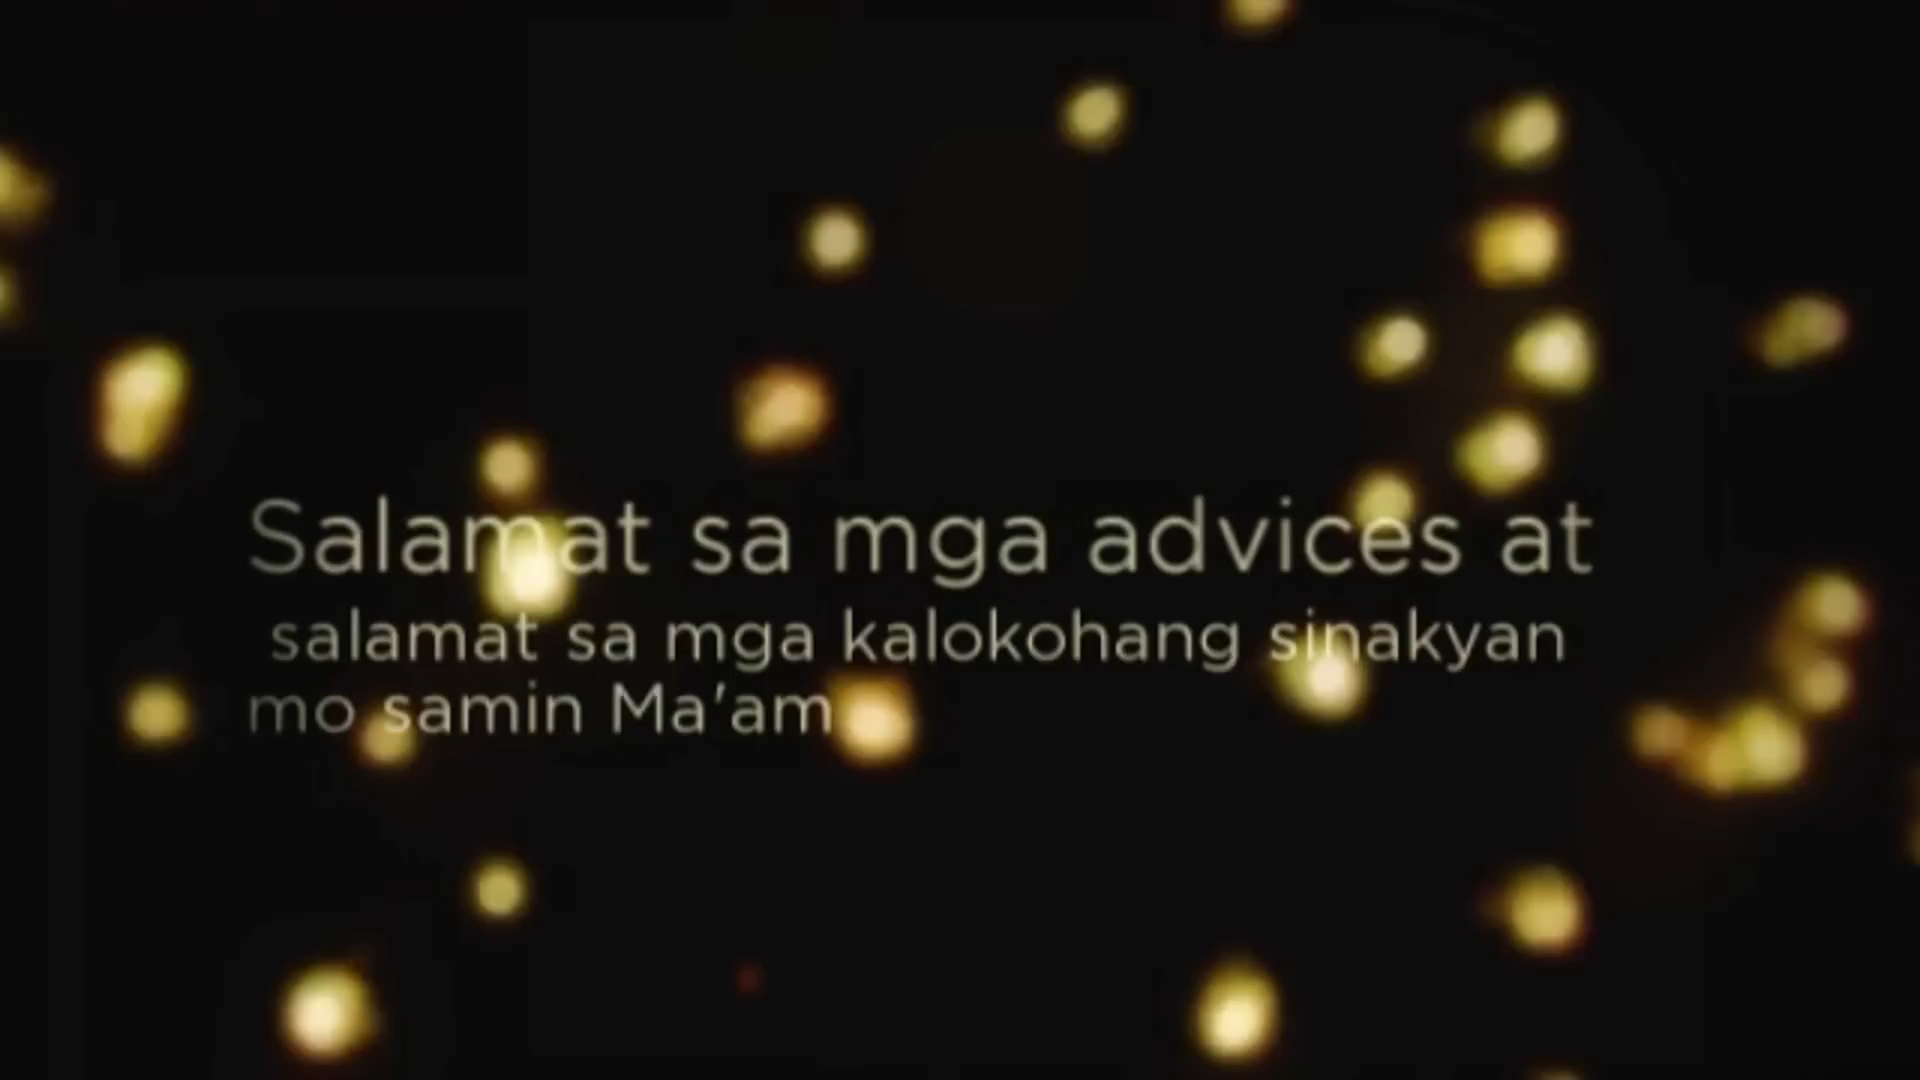 Salamat sa mga advices at
salamat sa mga kalokohang sinakyan
mo samin Ma'am